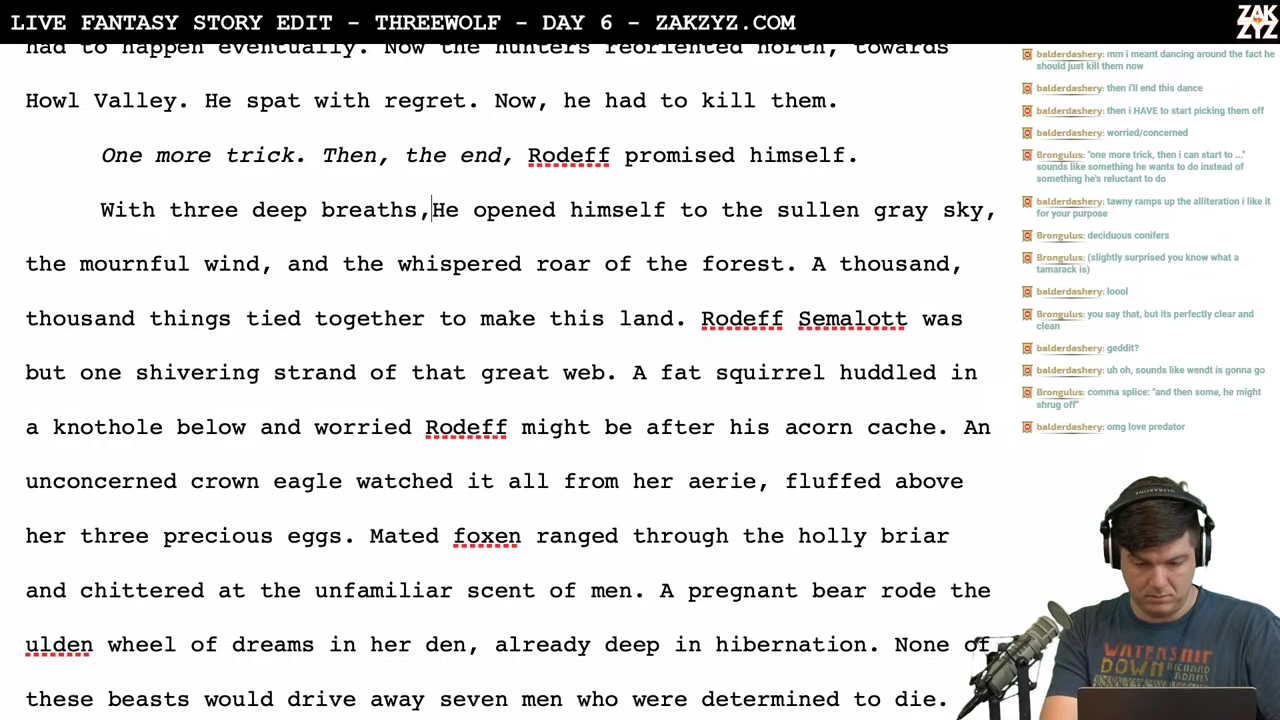 LIVE FANTASY STORY EDIT - THREEWOLF - DAY 6 - ZAKZYZ.COM
ZAK
ZYZ
had to happen eventually. Now the hunters reoriented north, towards
Howl Valley. He spat with regret. Now, he had to kill them.
One more trick. Then, the end, Rodeff promised himself.
With three deep breaths,He opened himself to the sullen gray sky,
the mournful wind, and the whispered roar of the forest. A thousand,
thousand things tied together to make this land. Rodeff Semalott was
but one shivering strand of that great web. A fat squirrel huddled in
a knothole below and worried Rodeff might be after his acorn cache. An
unconcerned crown eagle watched it all from her aerie, fluffed above
her three precious eggs. Mated foxen ranged through the holly briar
and chittered at the unfamiliar scent of men. A pregnant bear rode the
ulden wheel of dreams in her den, already deep in hibernation. None of
these beasts would drive away seven men who were determined to die.
balderdashery: mm i meant dancing around the fact he
should just kill them now
balderdashery: then i'll end this dance
balderdashery: then i HAVE to start picking them off
balderdashery: worried/concerned
Brongulus: "one more trick, then i can start to ..."
sounds like something he wants to do instead of
something he's reluctant to do
balderdashery: tawny ramps up the alliteration i like it
for your purpose
Brongulus: deciduous conifers
Brongulus: (slightly surprised you know what a
tamarack is)
balderdashery: loool
Brongulus: you say that, but its perfectly clear and
clean
balderdashery: geddit?
balderdashery: uh oh, sounds like wendt is gonna go
Brongulus: comma splice: "and then some, he might
shrug off"
balderdashery: omg love predator
WATERSHIP
DOWN RICHARD
ADAMS